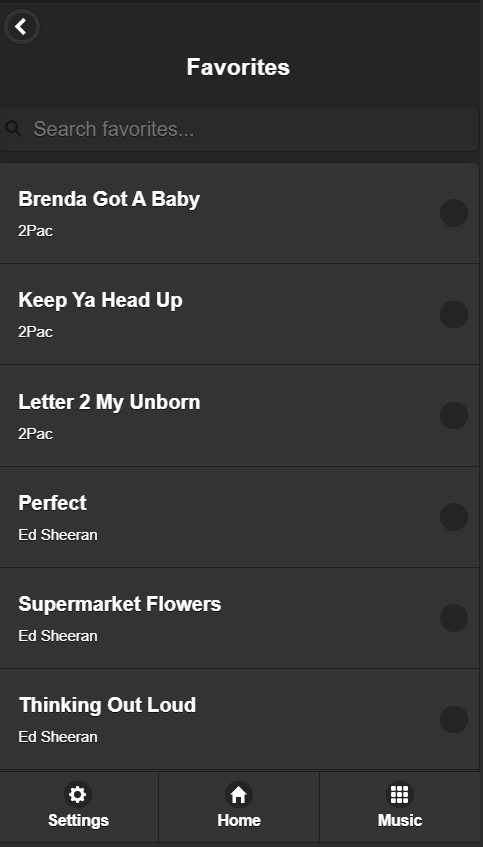 Favorites
Search favorites...
Brenda Got A Baby
2Pac
Keep Ya Head Up
2Pac
Letter 2 My Unborn
2Pac
Perfect
Ed Sheeran
Supermarket Flowers
Ed Sheeran
Thinking Out Loud
Ed Sheeran
Settings
Home
Music